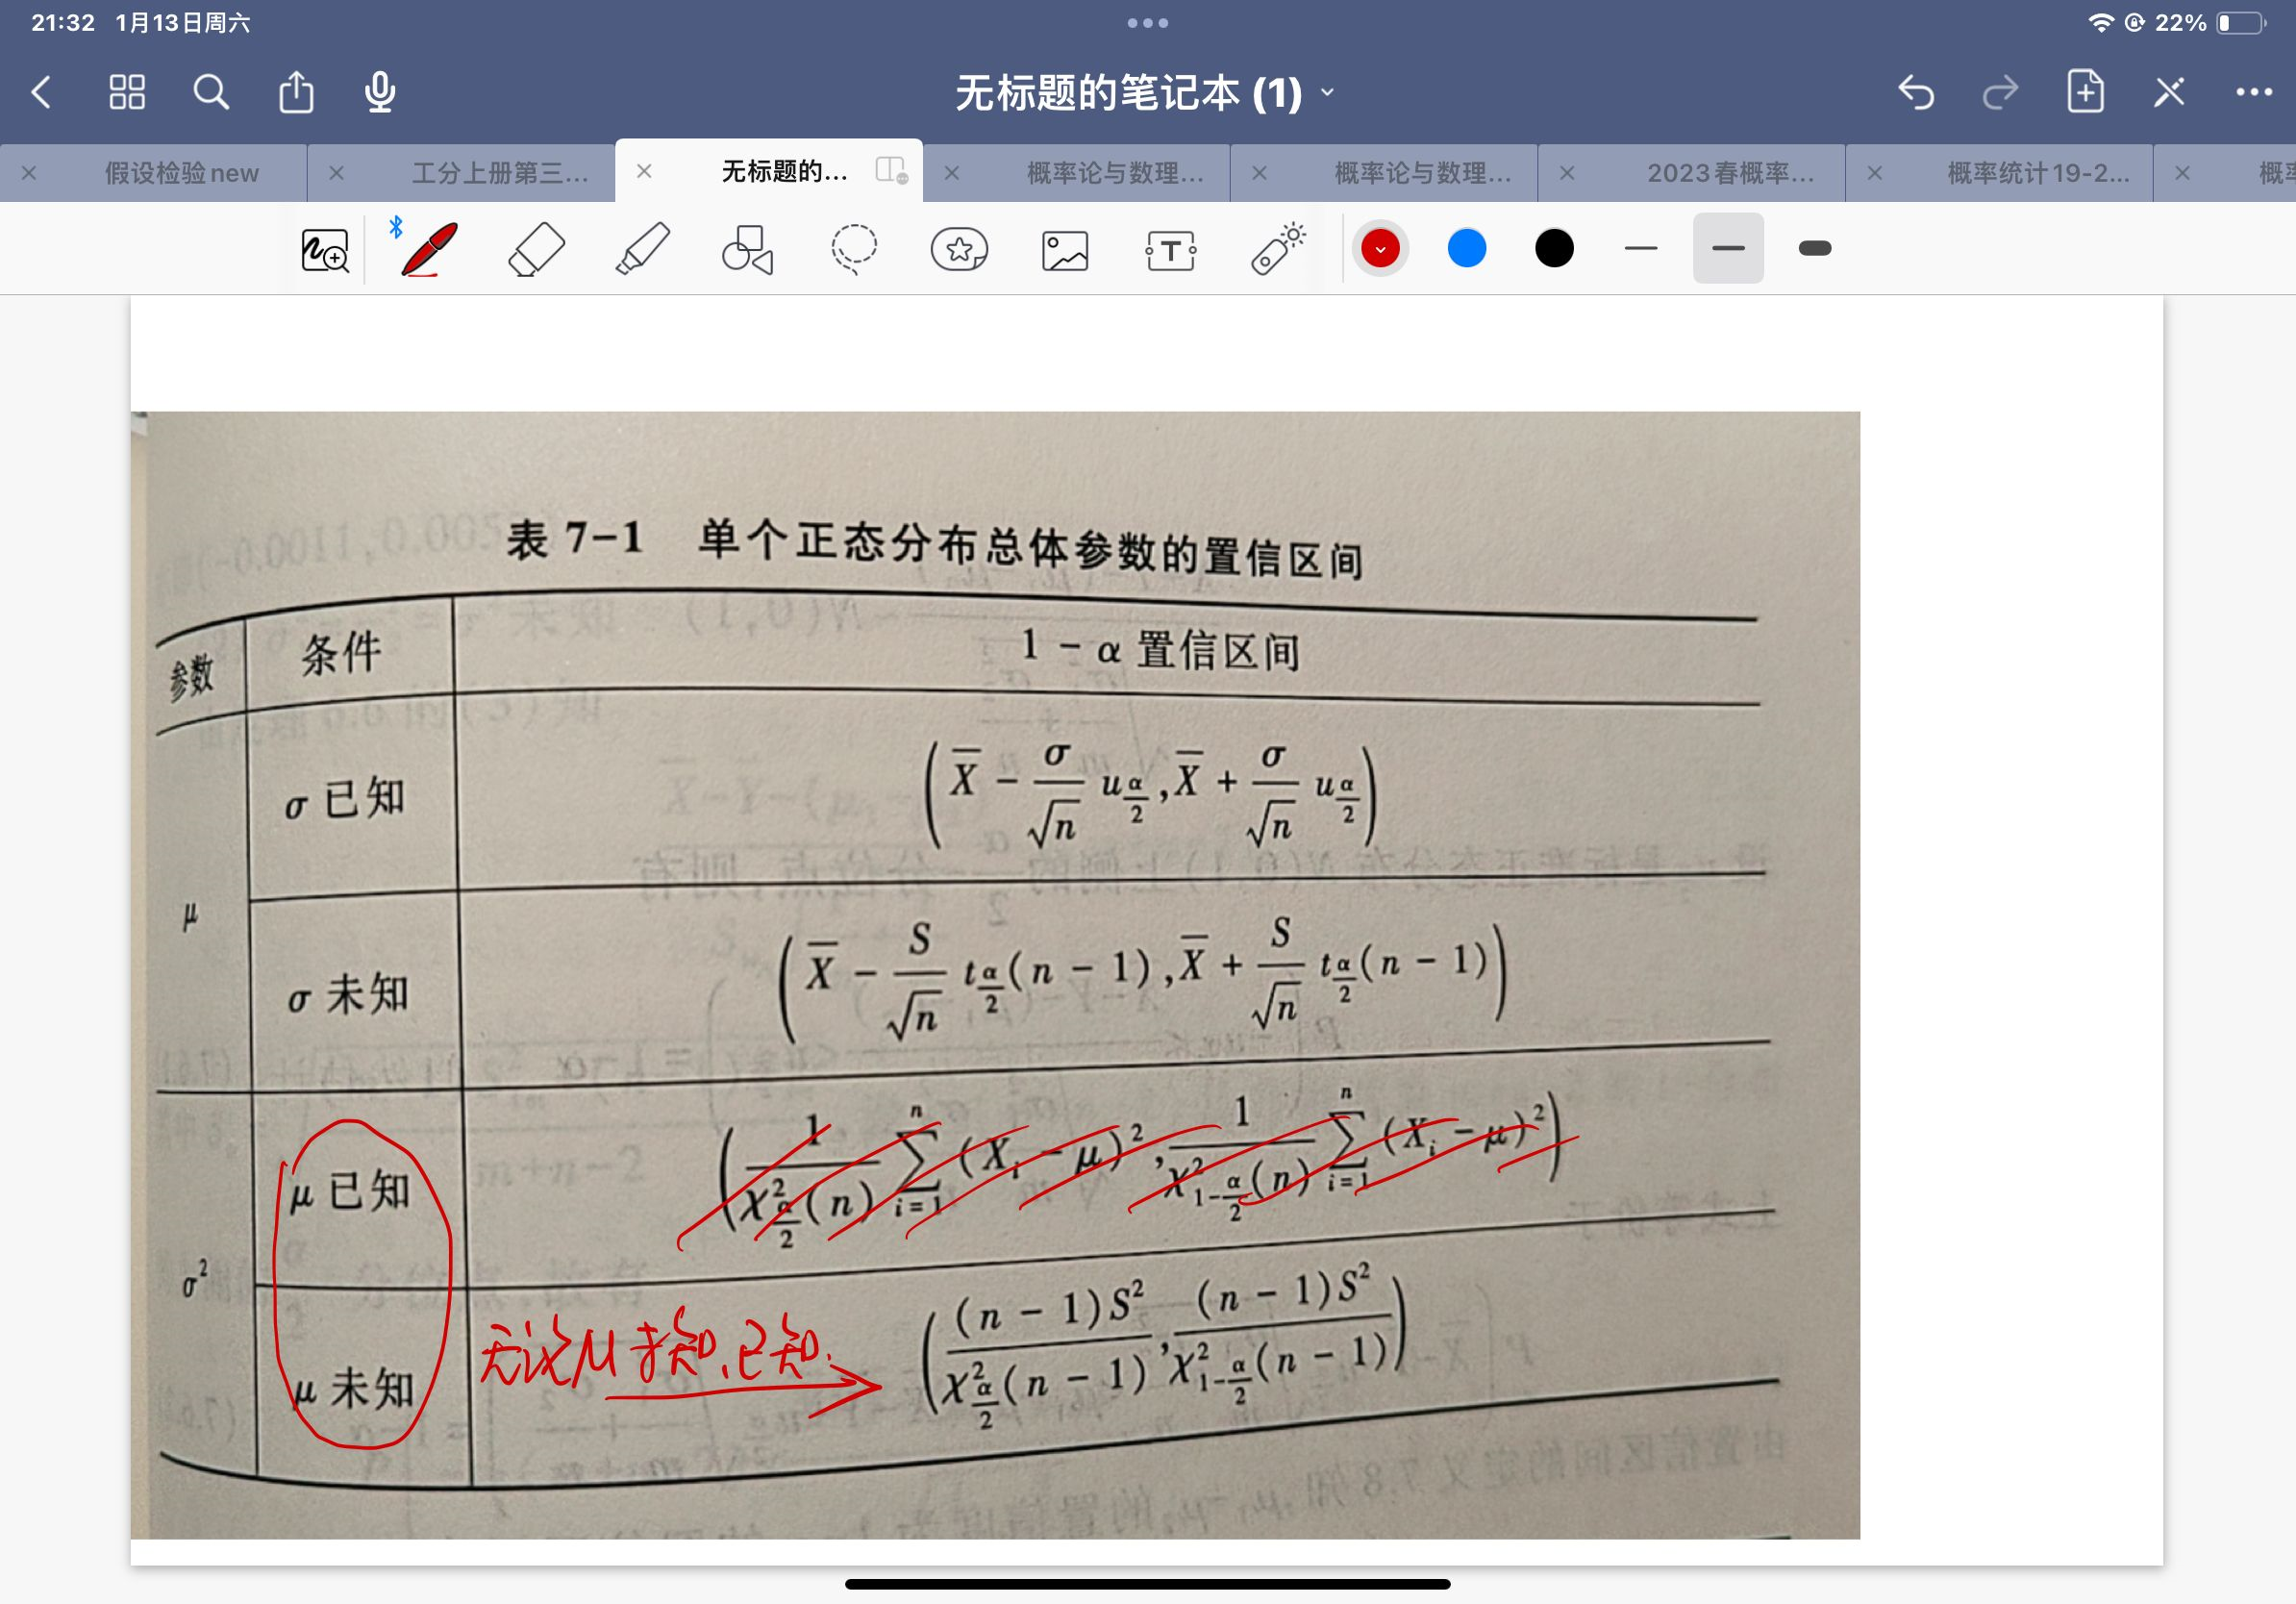 21:32 1月13日周六
22%
无标题的笔记本 (1)
假设检验new
工分上册第三...
无标题的...
概率论与数理...
概率论与数理...
2023春概率...
概率统计19-2...
概率
表 7-1 单个正态分布总体参数的置信区间
参数 条件 1 - α 置信区间
μ
σ 已知 (X̄ - σ/√n u_{α/2}, X̄ + σ/√n u_{α/2})
σ 未知 (X̄ - S/√n t_{α/2}(n - 1), X̄ + S/√n t_{α/2}(n - 1))
σ²
μ 已知 (1/χ²_{α/2}(n) ∑_{i=1}^{n} (X_i - μ)², 1/χ²_{1-α/2}(n) ∑_{i=1}^{n} (X_i - μ)²)
μ 未知 无论μ未知、已知. ((n - 1)S²/χ²_{α/2}(n - 1), (n - 1)S²/χ²_{1-α/2}(n - 1))